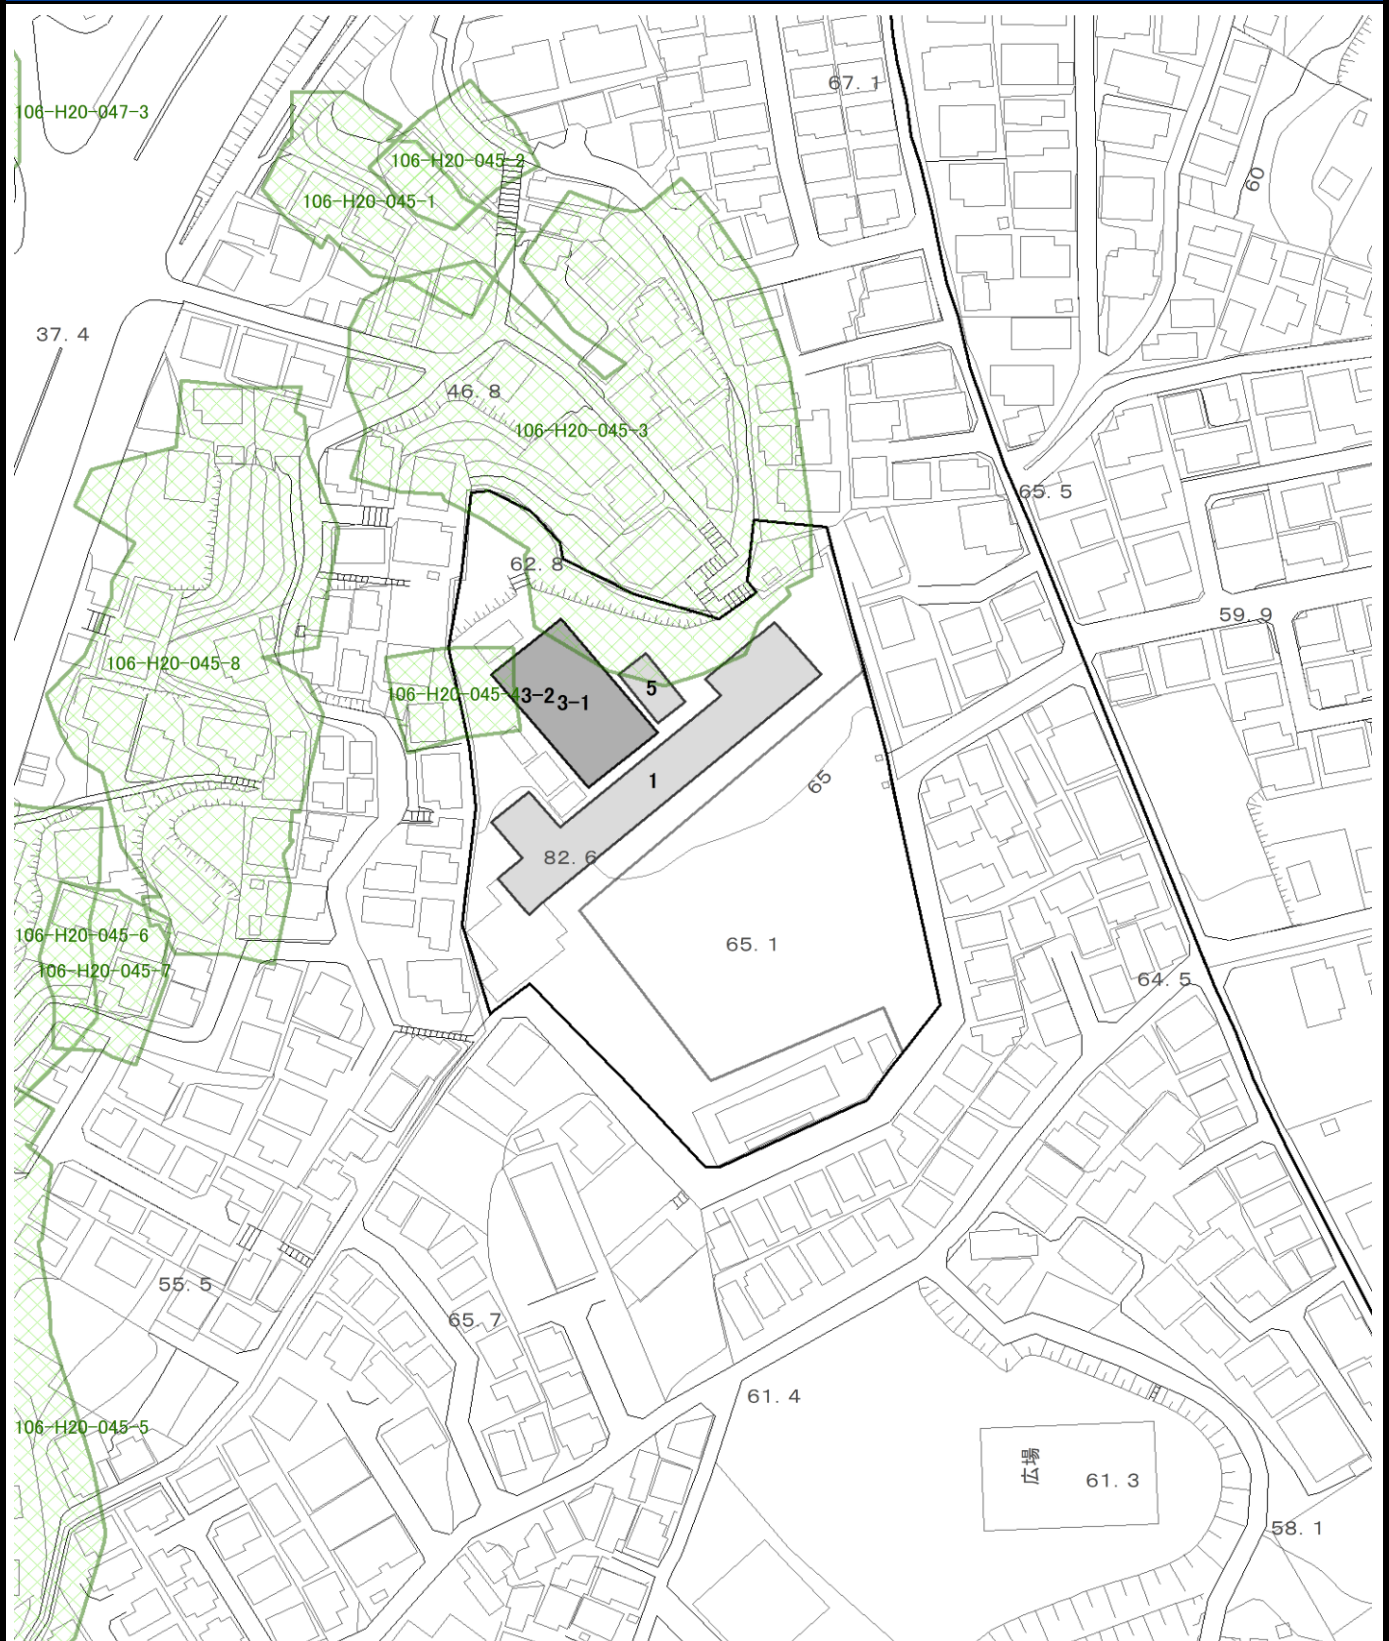 67. 1
106-H20-047-3
106-H20-045-2
60
106-H20-045-1
37. 4
46. 8
106-H20-045-3
65. 5
62. 8
59. 9
106-H20-045-8
106-H20-045-4
3-2
3-1
5
1
65
82. 6
106-H20-045-6
65. 1
106-H20-045-7
64. 5
55. 5
65. 7
61. 4
106-H20-045-5
広場
61. 3
58. 1